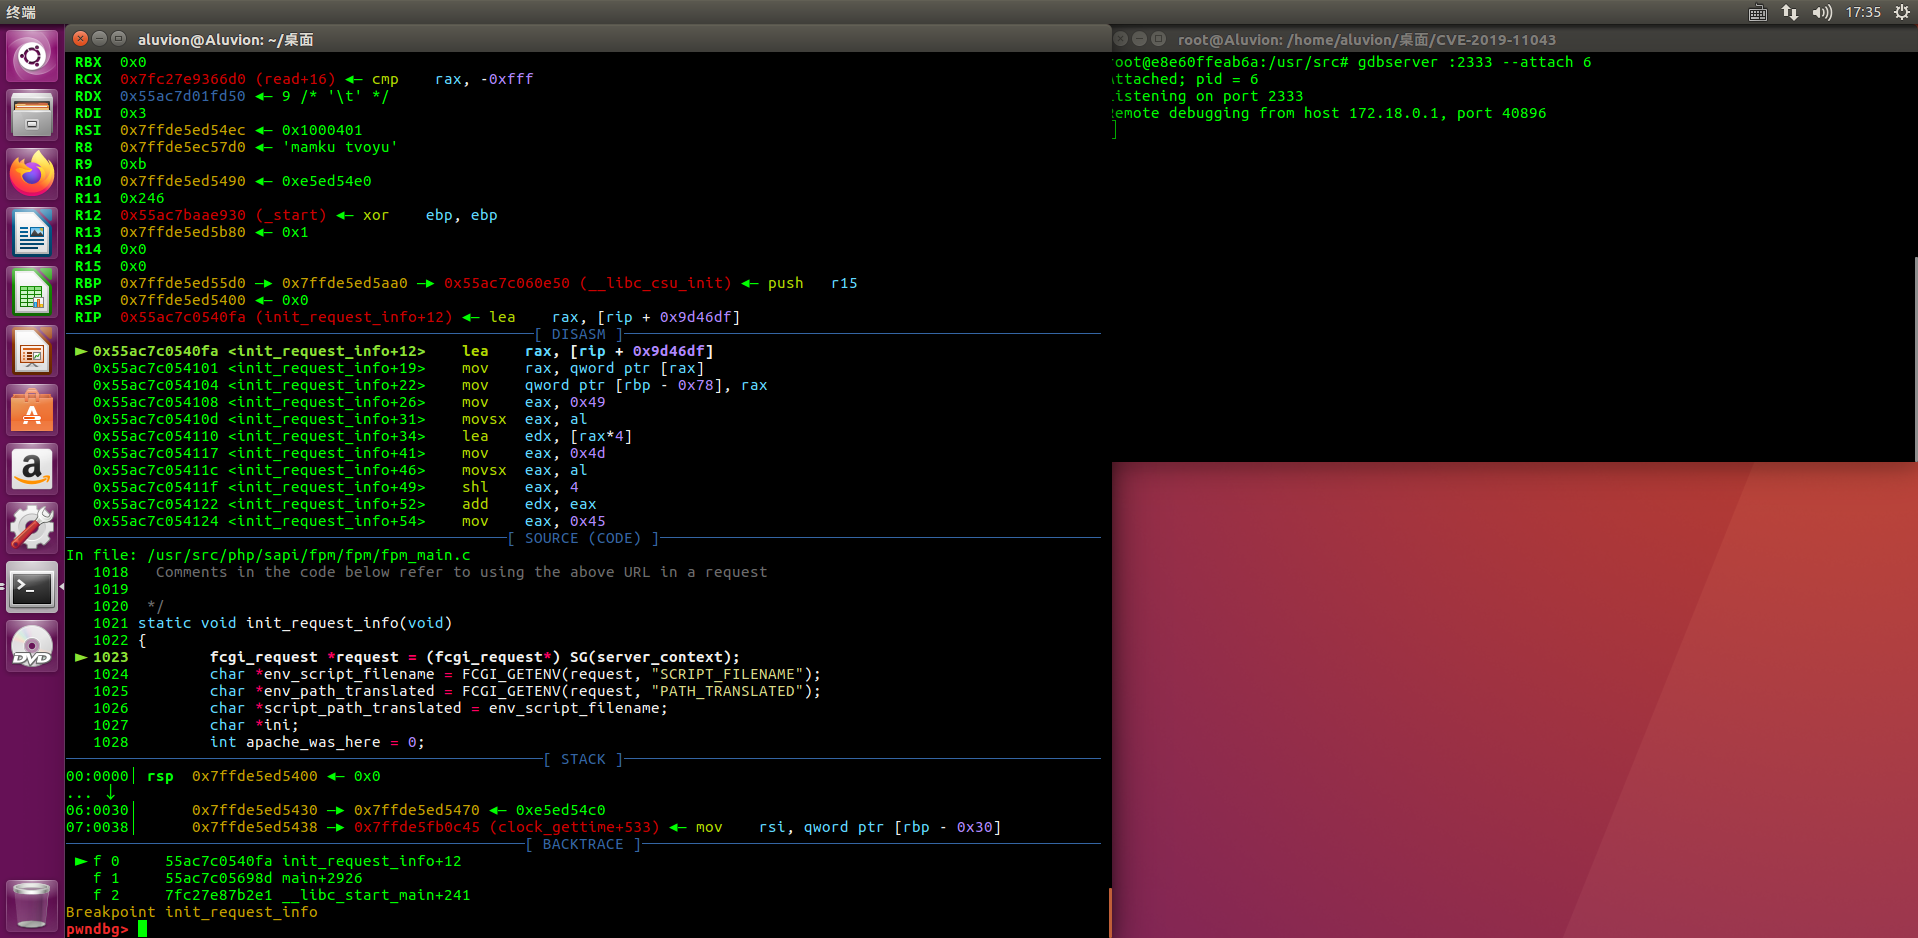 终端
17:35
aluvion@Aluvion: ~/桌面
RBX 0x0
RCX 0x7fc27e9366d0 (read+16) ◂— cmp rax, -0xfff
RDX 0x55ac7d01fd50 ◂— 9 /* '\t' */
RDI 0x3
RSI 0x7ffde5ed54ec ◂— 0x1000401
R8 0x7ffde5ec57d0 ◂— 'mamku tvoyu'
R9 0xb
R10 0x7ffde5ed5490 ◂— 0xe5ed54e0
R11 0x246
R12 0x55ac7baae930 (_start) ◂— xor ebp, ebp
R13 0x7ffde5ed5b80 ◂— 0x1
R14 0x0
R15 0x0
RBP 0x7ffde5ed55d0 —▸ 0x7ffde5ed5aa0 —▸ 0x55ac7c060e50 (__libc_csu_init) ◂— push r15
RSP 0x7ffde5ed5400 ◂— 0x0
RIP 0x55ac7c0540fa (init_request_info+12) ◂— lea rax, [rip + 0x9d46df]
[ DISASM ]
► 0x55ac7c0540fa <init_request_info+12> lea rax, [rip + 0x9d46df]
0x55ac7c054101 <init_request_info+19> mov rax, qword ptr [rax]
0x55ac7c054104 <init_request_info+22> mov qword ptr [rbp - 0x78], rax
0x55ac7c054108 <init_request_info+26> mov eax, 0x49
0x55ac7c05410d <init_request_info+31> movsx eax, al
0x55ac7c054110 <init_request_info+34> lea edx, [rax*4]
0x55ac7c054117 <init_request_info+41> mov eax, 0x4d
0x55ac7c05411c <init_request_info+46> movsx eax, al
0x55ac7c05411f <init_request_info+49> shl eax, 4
0x55ac7c054122 <init_request_info+52> add edx, eax
0x55ac7c054124 <init_request_info+54> mov eax, 0x45
[ SOURCE (CODE) ]
In file: /usr/src/php/sapi/fpm/fpm/fpm_main.c
1018 Comments in the code below refer to using the above URL in a request
1019
1020 */
1021 static void init_request_info(void)
1022 {
► 1023 fcgi_request *request = (fcgi_request*) SG(server_context);
1024 char *env_script_filename = FCGI_GETENV(request, "SCRIPT_FILENAME");
1025 char *env_path_translated = FCGI_GETENV(request, "PATH_TRANSLATED");
1026 char *script_path_translated = env_script_filename;
1027 char *ini;
1028 int apache_was_here = 0;
[ STACK ]
00:0000│ rsp 0x7ffde5ed5400 ◂— 0x0
... ↓
06:0030│ 0x7ffde5ed5430 —▸ 0x7ffde5ed5470 ◂— 0xe5ed54c0
07:0038│ 0x7ffde5ed5438 —▸ 0x7ffde5fb0c45 (clock_gettime+533) ◂— mov rsi, qword ptr [rbp - 0x30]
[ BACKTRACE ]
► f 0 55ac7c0540fa init_request_info+12
f 1 55ac7c05698d main+2926
f 2 7fc27e87b2e1 __libc_start_main+241
Breakpoint init_request_info
pwndbg>
root@Aluvion: /home/aluvion/桌面/CVE-2019-11043
root@e8e60ffeab6a:/usr/src# gdbserver :2333 --attach 6
Attached; pid = 6
Listening on port 2333
Remote debugging from host 172.18.0.1, port 40896
DVD